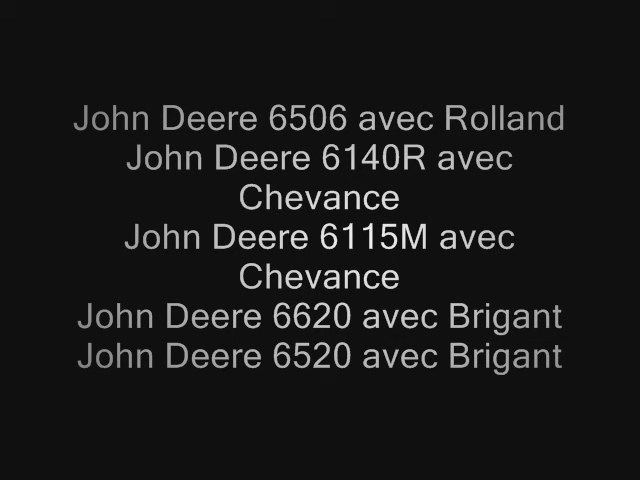 John Deere 6506 avec Rolland
John Deere 6140R avec
Chevance
John Deere 6115M avec
Chevance
John Deere 6620 avec Brigant
John Deere 6520 avec Brigant